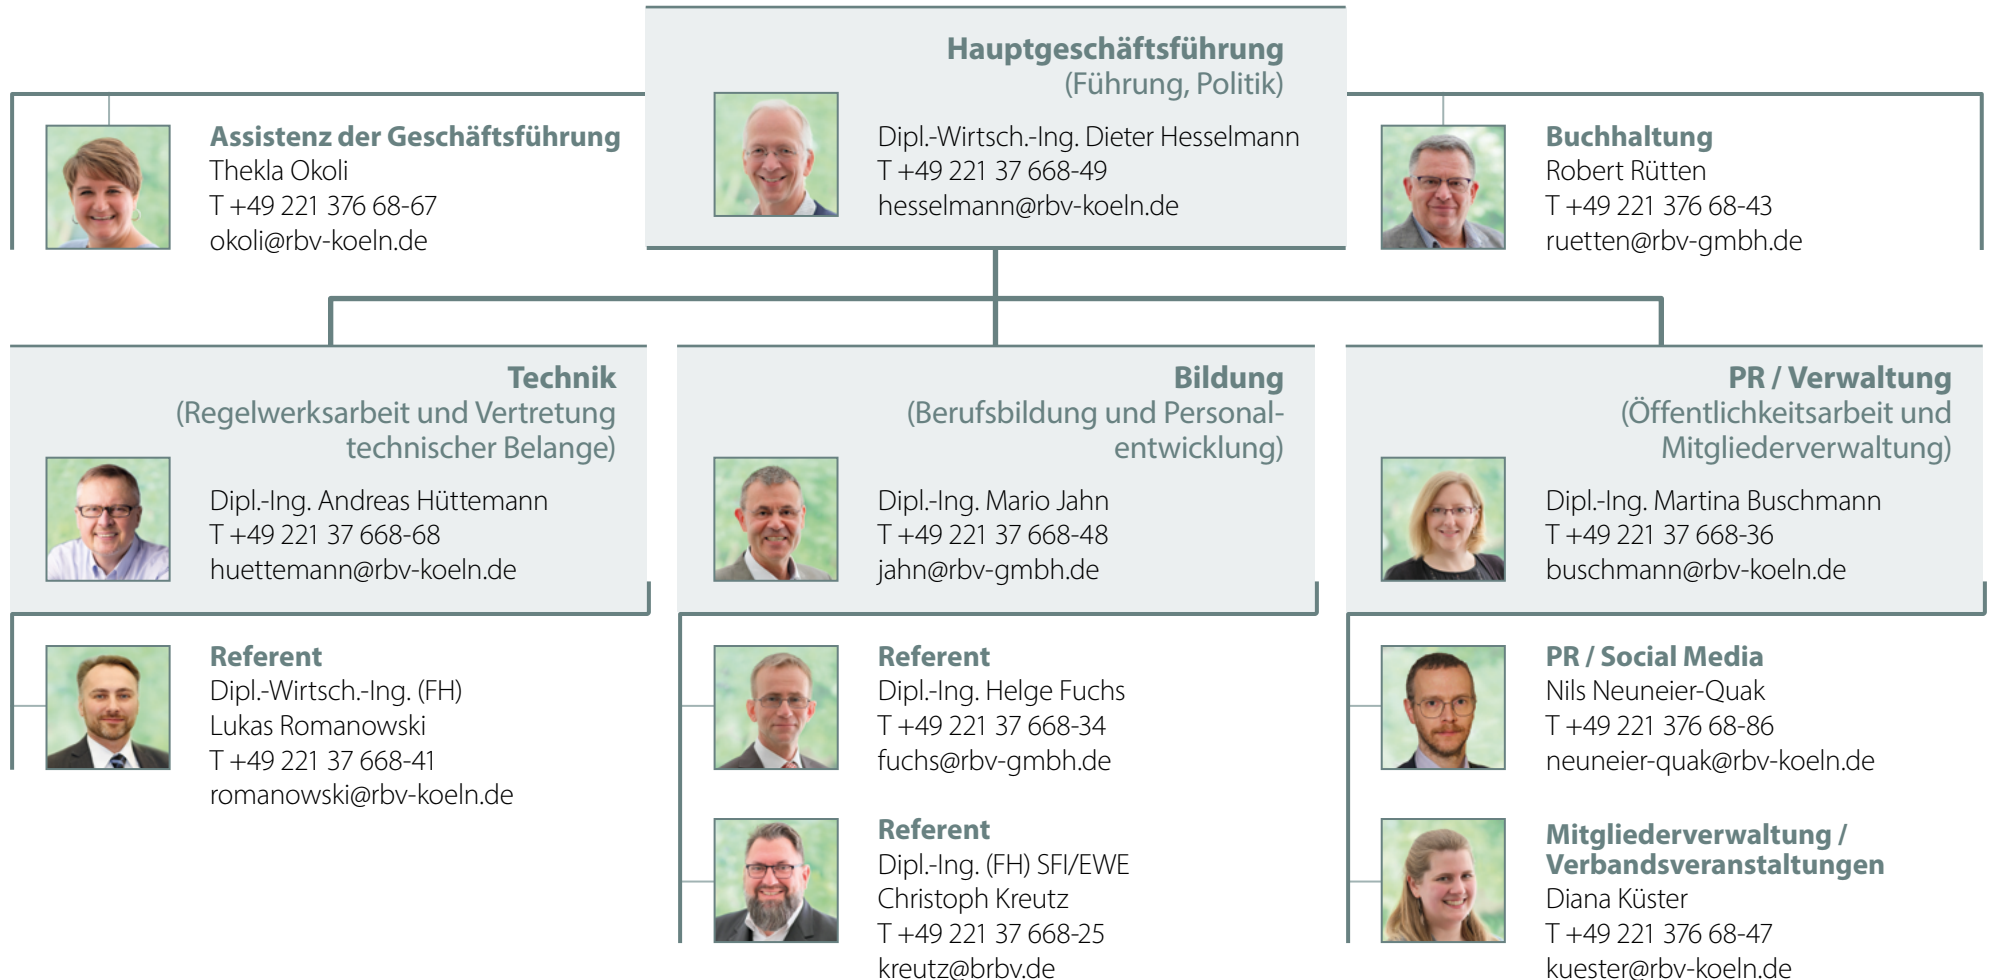 Hauptgeschäftsführung
(Führung, Politik)
Dipl.-Wirtsch.-Ing. Dieter Hesselmann
T +49 221 37 668-49
hesselmann@rbv-koeln.de
Assistenz der Geschäftsführung
Thekla Okoli
T +49 221 376 68-67
okoli@rbv-koeln.de
Buchhaltung
Robert Rütten
T +49 221 376 68-43
ruetten@rbv-gmbh.de
Technik
(Regelwerksarbeit und Vertretung
technischer Belange)
Dipl.-Ing. Andreas Hüttemann
T +49 221 37 668-68
huettemann@rbv-koeln.de
Referent
Dipl.-Wirtsch.-Ing. (FH)
Lukas Romanowski
T +49 221 37 668-41
romanowski@rbv-koeln.de
Bildung
(Berufsbildung und Personal-
entwicklung)
Dipl.-Ing. Mario Jahn
T +49 221 37 668-48
jahn@rbv-gmbh.de
Referent
Dipl.-Ing. Helge Fuchs
T +49 221 37 668-34
fuchs@rbv-gmbh.de
Referent
Dipl.-Ing. (FH) SFI/EWE
Christoph Kreutz
T +49 221 37 668-25
kreutz@brbv.de
PR / Verwaltung
(Öffentlichkeitsarbeit und
Mitgliederverwaltung)
Dipl.-Ing. Martina Buschmann
T +49 221 37 668-36
buschmann@rbv-koeln.de
PR / Social Media
Nils Neuneier-Quak
T +49 221 376 68-86
neuneier-quak@rbv-koeln.de
Mitgliederverwaltung /
Verbandsveranstaltungen
Diana Küster
T +49 221 376 68-47
kuester@rbv-koeln.de